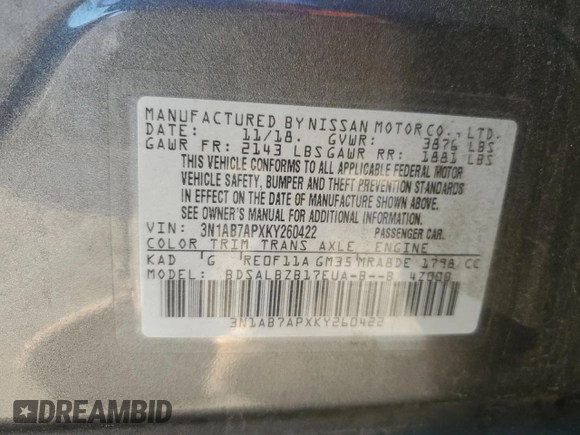 MANUFACTURED BY NISSAN MOTOR CO., LTD.
DATE: 11/18. GVWR: 3876 LBS
GAWR FR: 2143 LBS GAWR RR: 1881 LBS
THIS VEHICLE CONFORMS TO ALL APPLICABLE FEDERAL MOTOR
VEHICLE SAFETY, BUMPER AND THEFT PREVENTION STANDARDS
IN EFFECT ON THE DATE OF MANUFACTURE SHOWN ABOVE.
SEE OWNER'S MANUAL FOR ADDITIONAL INFORMATION.
VIN: 3N1AB7APXKY260422 PASSENGER CAR.
COLOR TRIM TRANS AXLE ENGINE
KAD G RE0F11A GM35 MRA8DE 1798 CC
MODEL: BDSALBZB17EUA-B--B 4Z000
3N1AB7APXKY260422
DREAMBID